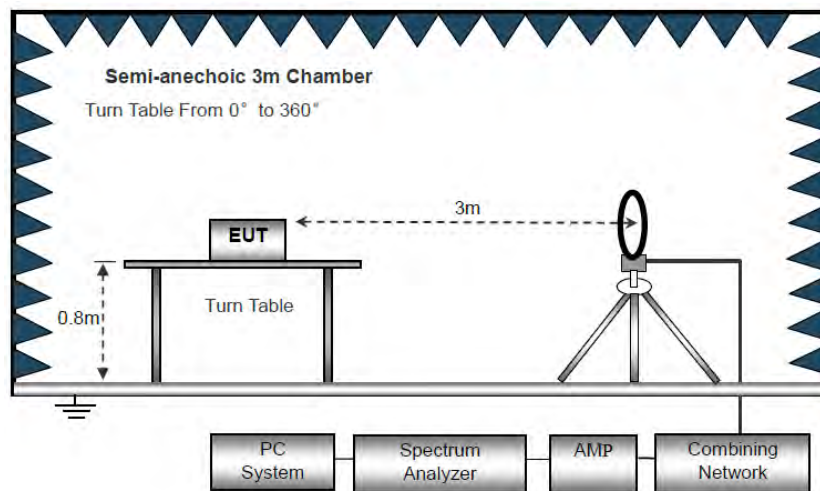 Semi-anechoic 3m Chamber
Turn Table From 0° to 360°
3m
EUT
Turn Table
0.8m
PC
System
Spectrum
Analyzer
AMP
Combining
Network